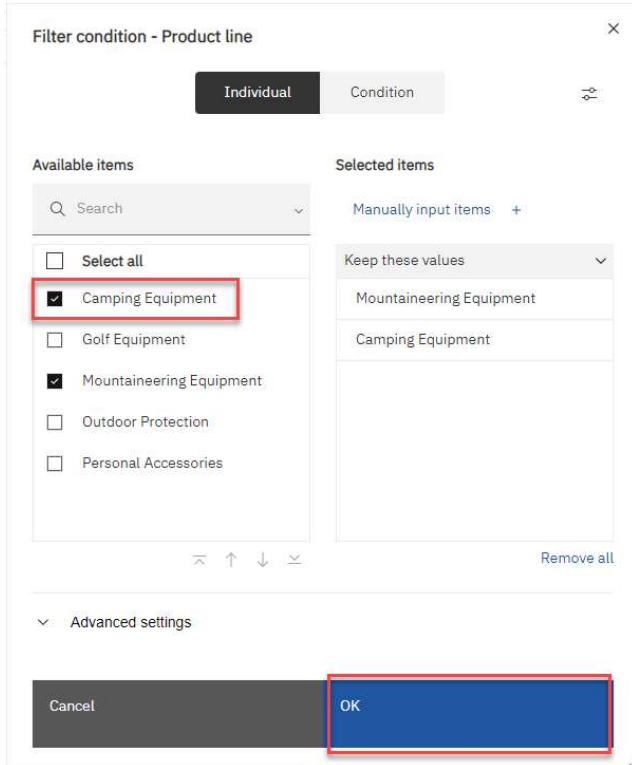 Filter condition - Product line
Individual
Condition
Available items
Selected items
Search
Manually input items +
Select all
Keep these values
Camping Equipment
Mountaineering Equipment
Golf Equipment
Camping Equipment
Mountaineering Equipment
Outdoor Protection
Personal Accessories
Remove all
Advanced settings
Cancel
OK